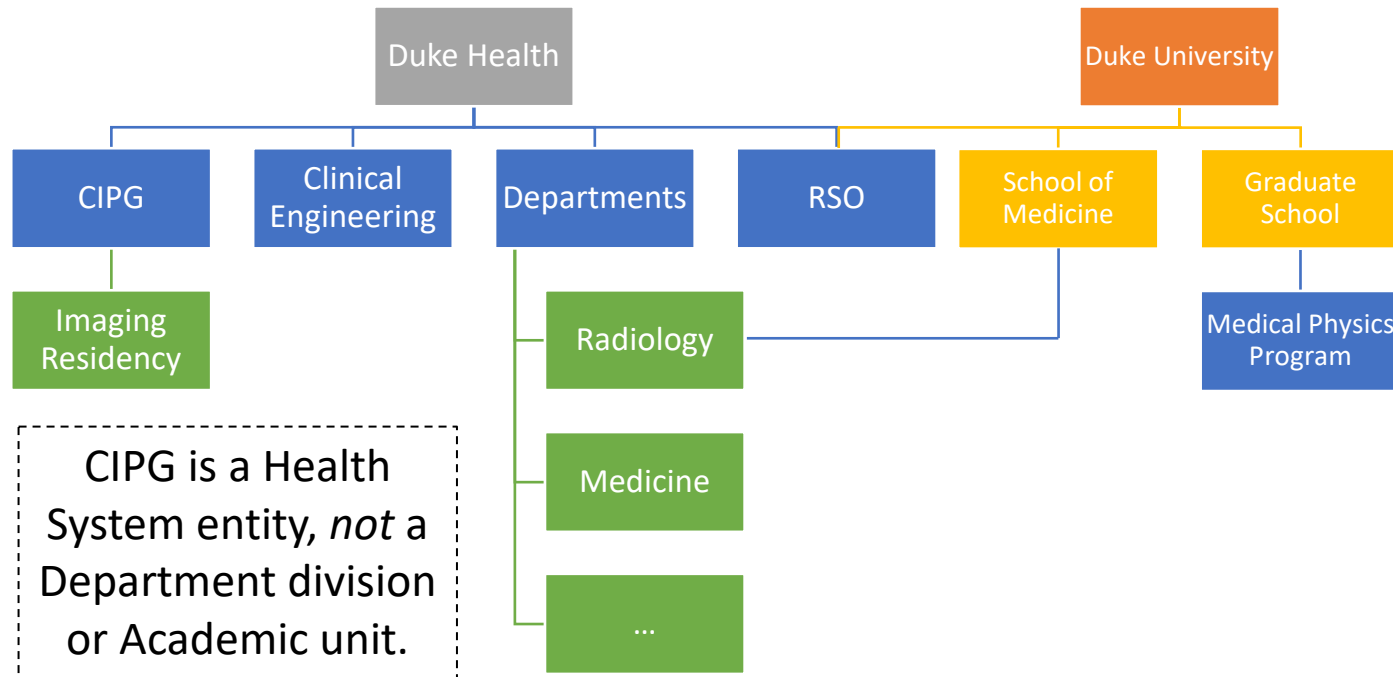 Duke Health
Duke University
CIPG
Clinical
Engineering
Departments
RSO
School of
Medicine
Graduate
School
Imaging
Residency
Radiology
Medical Physics
Program
Medicine
...
CIPG is a Health
System entity, not a
Department division
or Academic unit.